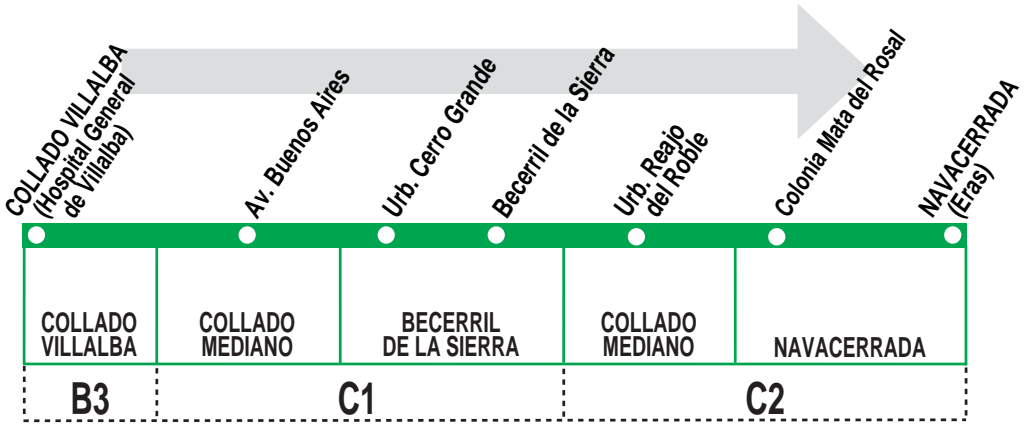 COLLADO VILLALBA
(Hospital General
de Villalba)
Av. Buenos Aires
Urb. Cerro Grande
Becerril de la Sierra
Urb. Reajo
del Roble
Colonia Mata del Rosal
NAVACERRADA
(Eras)
COLLADO
VILLALBA
COLLADO
MEDIANO
BECERRIL
DE LA SIERRA
COLLADO
MEDIANO
NAVACERRADA
B3
C1
C2